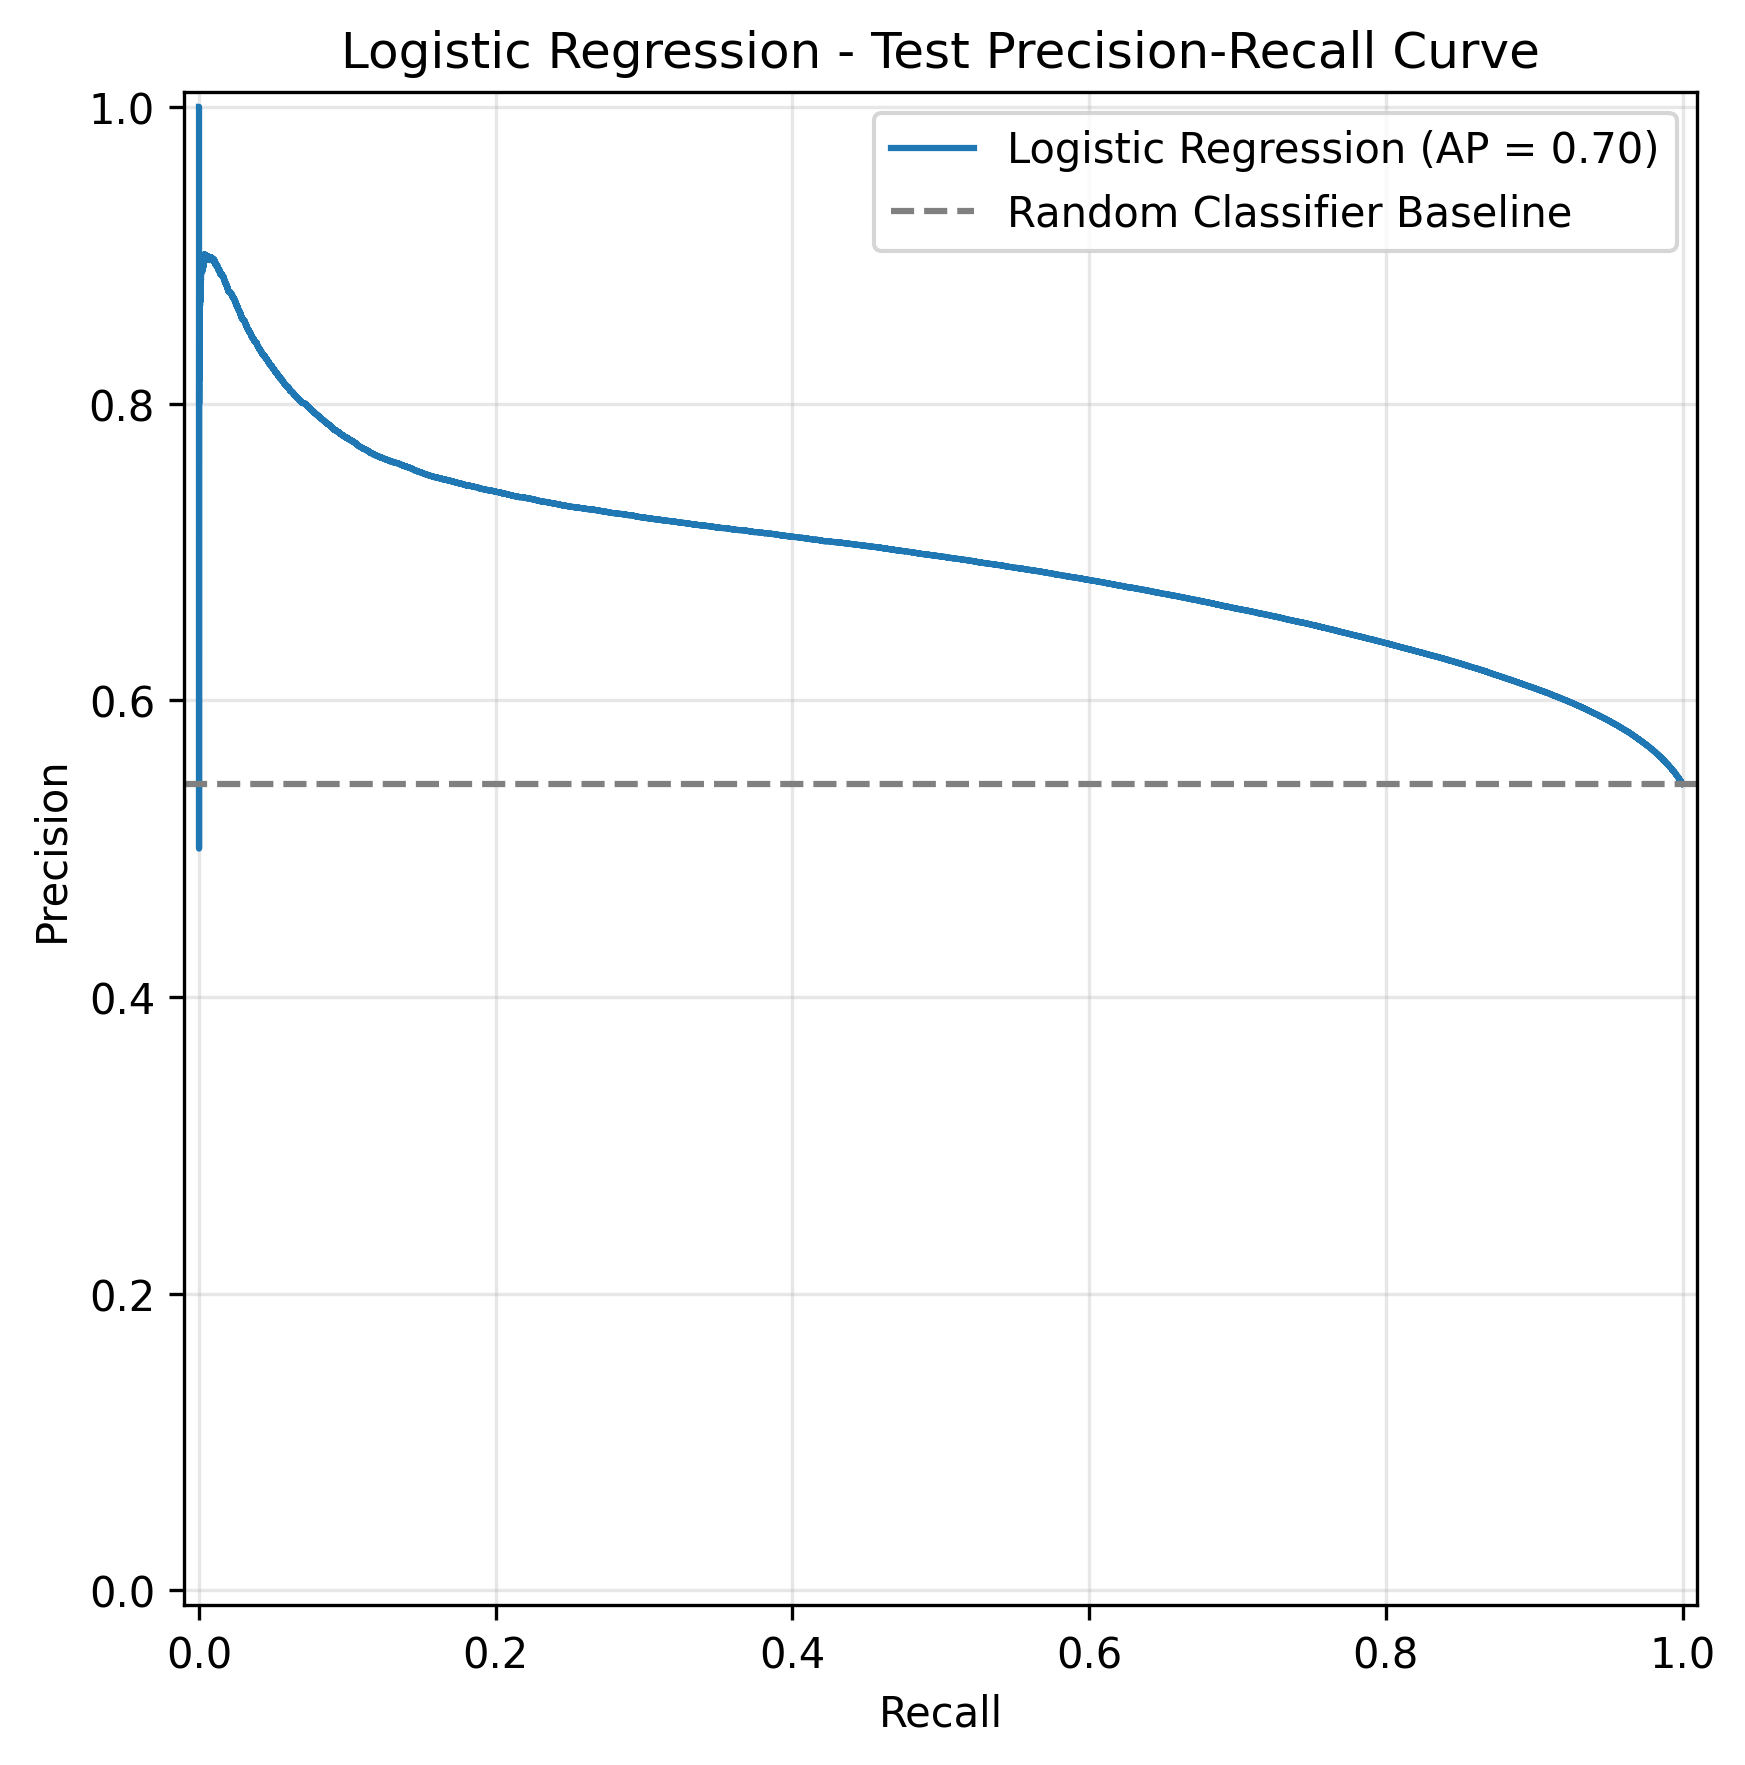 Logistic Regression - Test Precision-Recall Curve
Logistic Regression (AP = 0.70)
Random Classifier Baseline
Precision
1.0
0.8
0.6
0.4
0.2
0.0
0.0 0.2 0.4 0.6 0.8 1.0
Recall